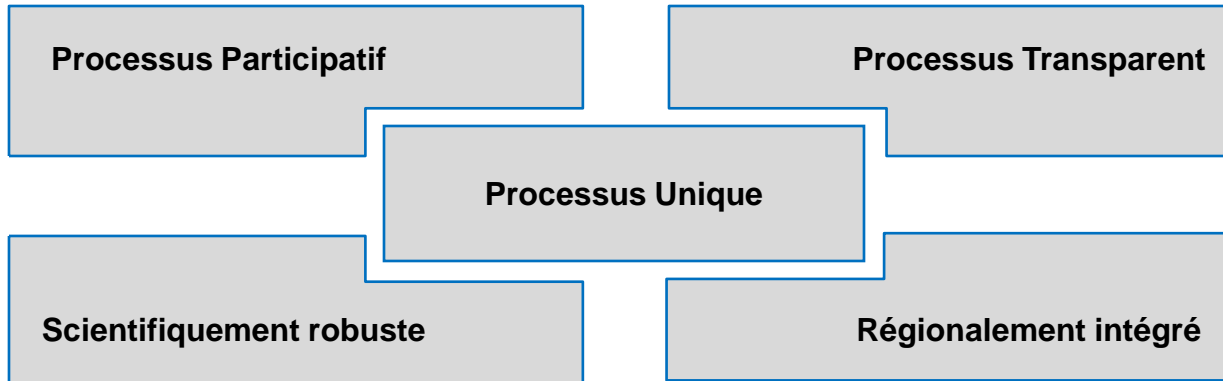 Processus Participatif
Processus Transparent
Processus Unique
Scientifiquement robuste
Régionalement intégré